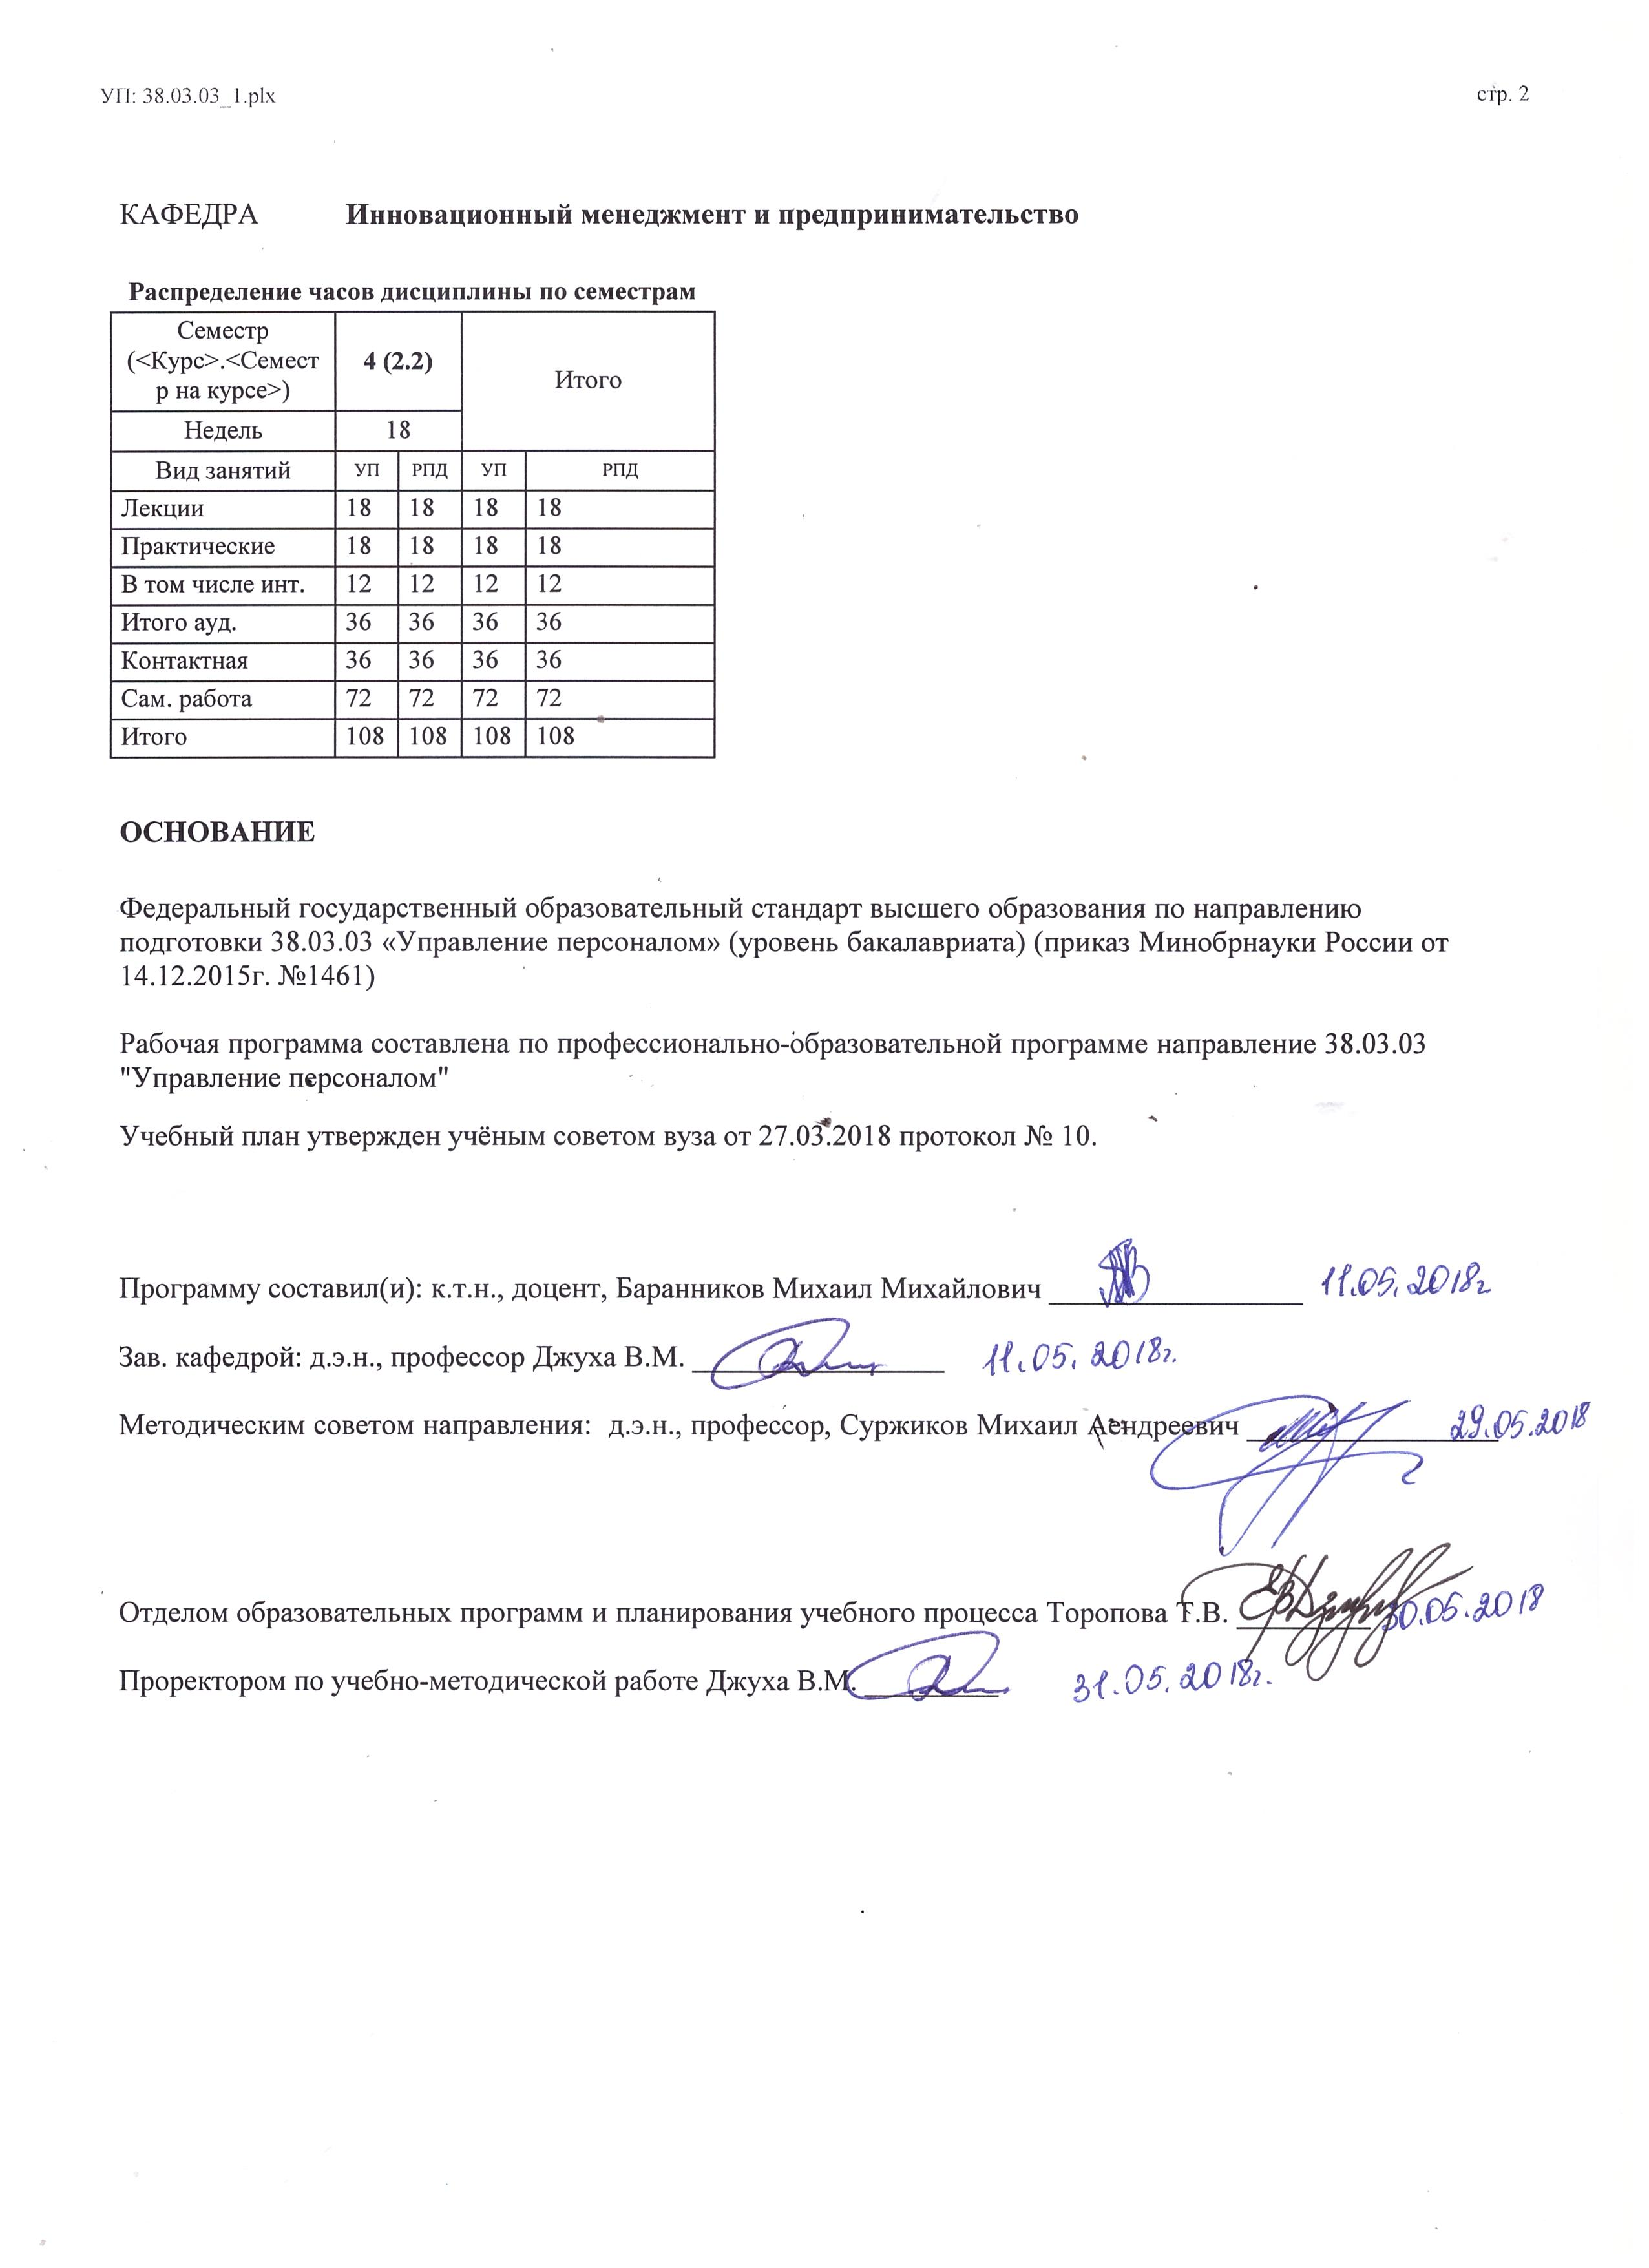 УП: 38.03.03_1.plx стр. 2
КАФЕДРА Инновационный менеджмент и предпринимательство
Распределение часов дисциплины по семестрам
Семестр
(<Курс>.<Семест
р на курсе>)
4 (2.2)
Итого
Недель 18
Вид занятий УП РПД УП РПД
Лекции 18 18 18 18
Практические 18 18 18 18
В том числе инт. 12 12 12 12
Итого ауд. 36 36 36 36
Контактная 36 36 36 36
Сам. работа 72 72 72 72
Итого 108 108 108 108
ОСНОВАНИЕ
Федеральный государственный образовательный стандарт высшего образования по направлению
подготовки 38.03.03 «Управление персоналом» (уровень бакалавриата) (приказ Минобрнауки России от
14.12.2015г. №1461)
Рабочая программа составлена по профессионально-образовательной программе направление 38.03.03
"Управление персоналом"
Учебный план утвержден учёным советом вуза от 27.03.2018 протокол № 10.
Программу составил(и): к.т.н., доцент, Баранников Михаил Михайлович 11.05.2018г
Зав. кафедрой: д.э.н., профессор Джуха В.М. 11.05.2018г.
Методическим советом направления: д.э.н., профессор, Суржиков Михаил Аендреевич 29.05.2018
Отделом образовательных программ и планирования учебного процесса Торопова Т.В. 30.05.2018
Проректором по учебно-методической работе Джуха В.М. 31.05.2018г.